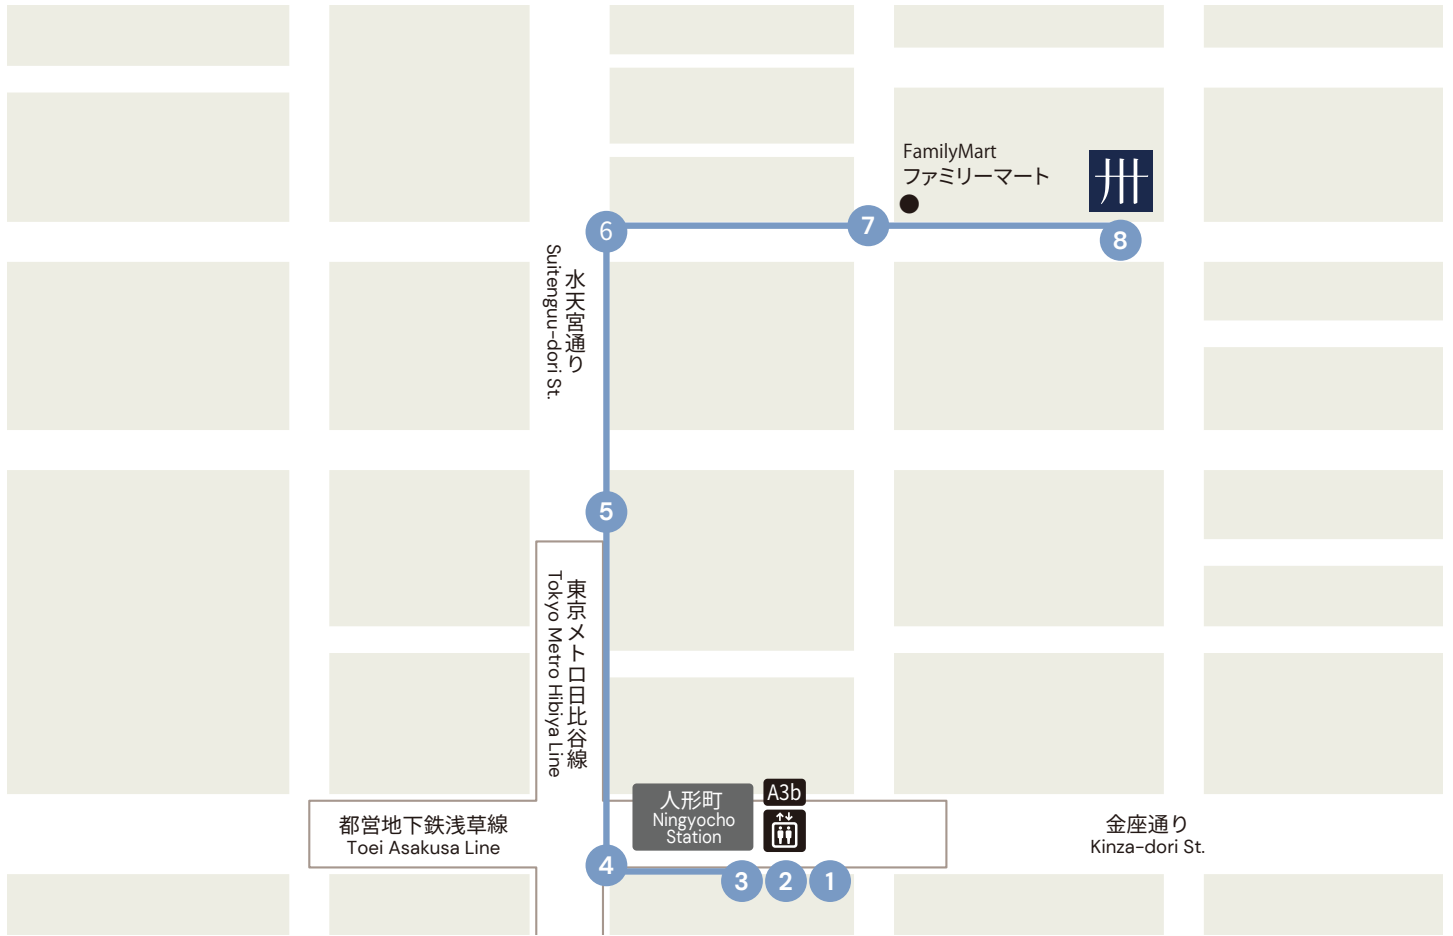 FamilyMart
ファミリーマート
卅
7
6
8
水天宮通り
Suitenguu-dori St.
5
東京メトロ日比谷線
Tokyo Metro Hibiya Line
A3b
人形町
Ningyocho
Station
都営地下鉄浅草線
Toei Asakusa Line
金座通り
Kinza-dori St.
4
3
2
1